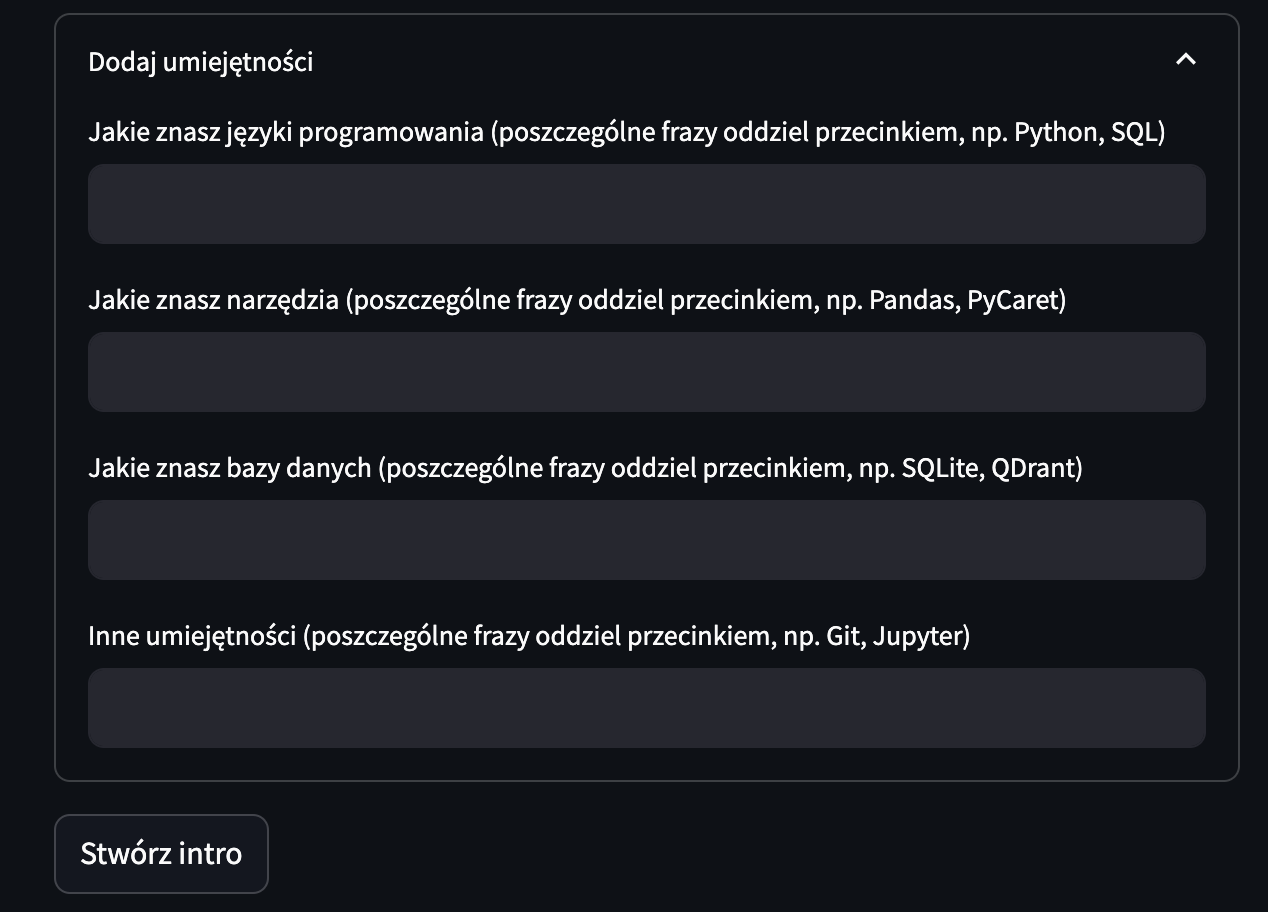 Dodaj umiejętności
Jakie znasz języki programowania (poszczególne frazy oddziel przecinkiem, np. Python, SQL)
Jakie znasz narzędzia (poszczególne frazy oddziel przecinkiem, np. Pandas, PyCaret)
Jakie znasz bazy danych (poszczególne frazy oddziel przecinkiem, np. SQLite, QDrant)
Inne umiejętności (poszczególne frazy oddziel przecinkiem, np. Git, Jupyter)
Stwórz intro